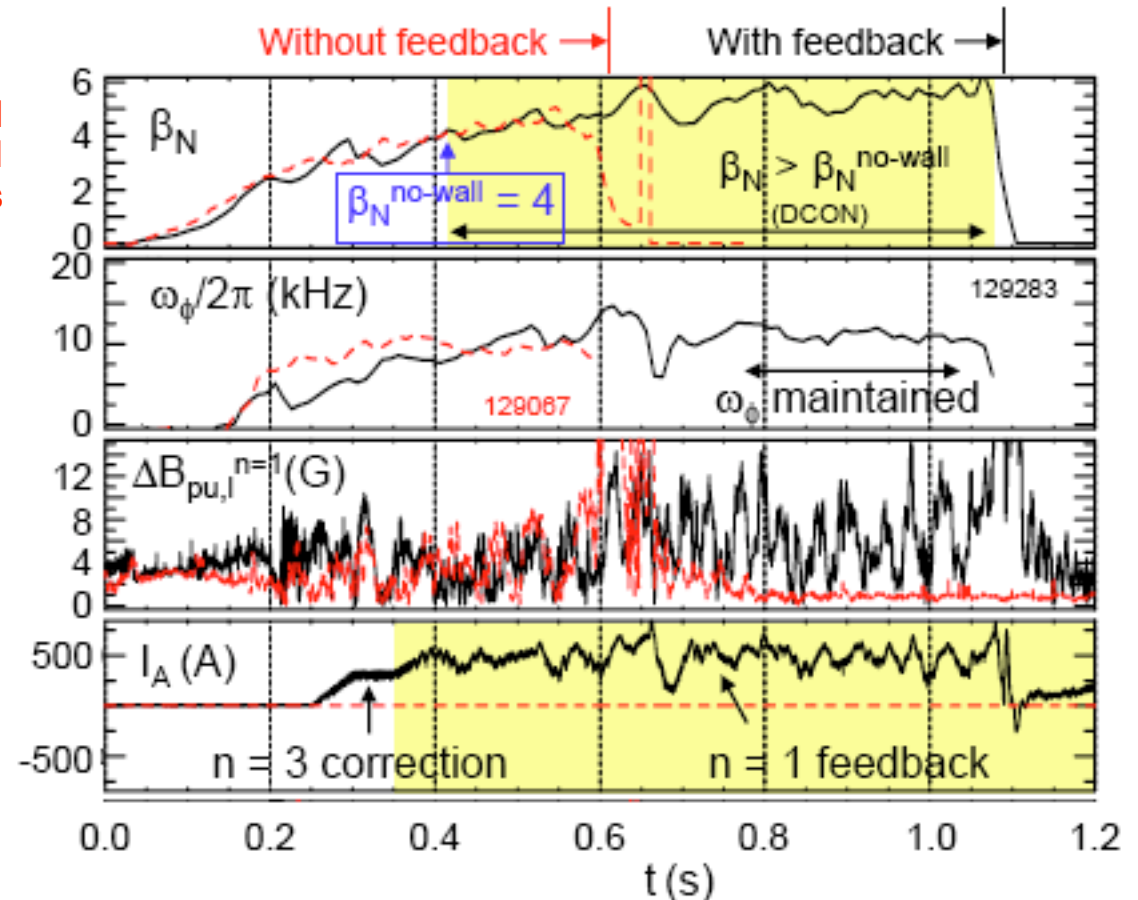 Without feedback
With feedback
6
4
2
0
β_N
β_N^no-wall = 4
β_N > β_N^no-wall
(DCON)
20
10
0
ω_ϕ/2π (kHz)
129283
129067
ω_ϕ maintained
12
8
4
0
ΔB_pu,l^n=1(G)
500
-500
I_A (A)
n = 3 correction
n = 1 feedback
0.0 0.2 0.4 0.6 0.8 1.0 1.2
t (s)